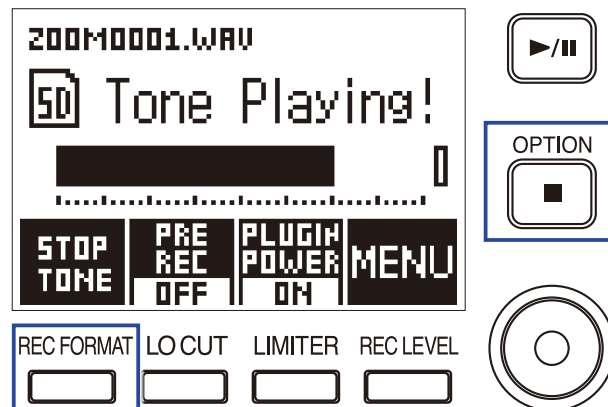 ZOOM0001.WAV
SD Tone Playing!
STOP TONE
PRE REC OFF
PLUGIN POWER ON
MENU
OPTION
REC FORMAT LO CUT LIMITER REC LEVEL